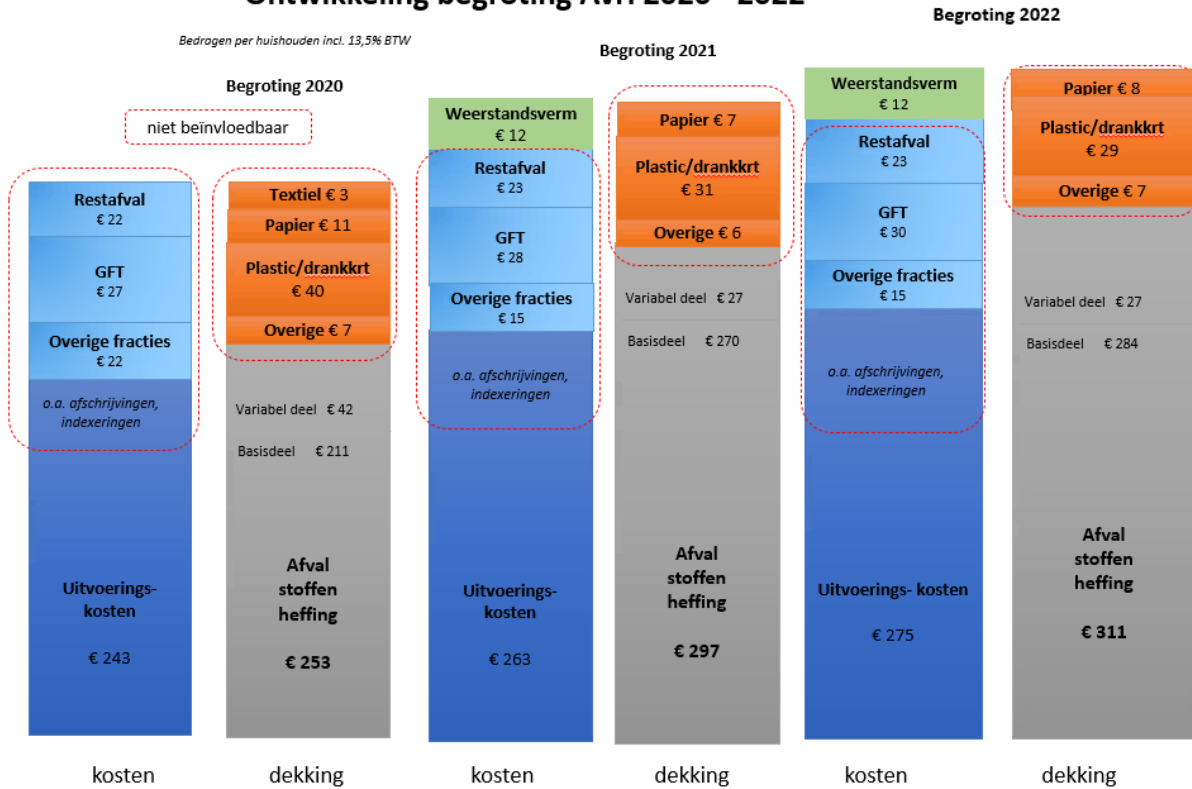 Bedragen per huishouden incl. 13,5% BTW
Begroting 2020
niet beïnvloedbaar
Restafval
€ 22
GFT
€ 27
Overige fracties
€ 22
o.a. afschrijvingen,
indexeringen
Uitvoerings-
kosten
€ 243
kosten
Textiel € 3
Papier € 11
Plastic/drankkrt
€ 40
Overige € 7
Variabel deel € 42
Basisdeel € 211
Afval
stoffen
heffing
€ 253
dekking
Begroting 2021
Weerstandsverm
€ 12
Restafval
€ 23
GFT
€ 28
Overige fracties
€ 15
o.a. afschrijvingen,
indexeringen
Uitvoerings-
kosten
€ 263
kosten
Papier € 7
Plastic/drankkrt
€ 31
Overige € 6
Variabel deel € 27
Basisdeel € 270
Afval
stoffen
heffing
€ 297
dekking
Begroting 2022
Weerstandsverm
€ 12
Restafval
€ 23
GFT
€ 30
Overige fracties
€ 15
o.a. afschrijvingen,
indexeringen
Uitvoerings- kosten
€ 275
kosten
Papier € 8
Plastic/drankkrt
€ 29
Overige € 7
Variabel deel € 27
Basisdeel € 284
Afval
stoffen
heffing
€ 311
dekking